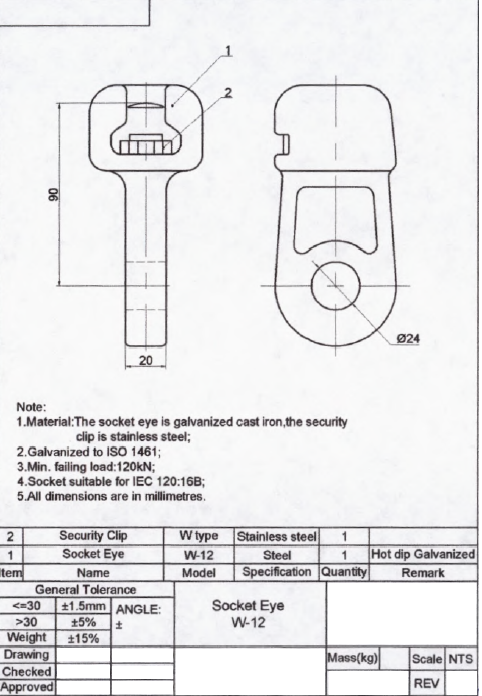 1
2
90
Ø24
20
Note:
1.Material:The socket eye is galvanized cast iron,the security
clip is stainless steel;
2.Galvanized to ISO 1461;
3.Min. failing load:120kN;
4.Socket suitable for IEC 120:16B;
5.All dimensions are in millimetres.
2 Security Clip W type Stainless steel 1
1 Socket Eye W-12 Steel 1 Hot dip Galvanized
Item Name Model Specification Quantity Remark
General Tolerance
<=30 ±1.5mm ANGLE:
>30 ±5% ±
Weight ±15%
Socket Eye
W-12
Drawing
Checked
Approved
Mass(kg) Scale NTS
REV